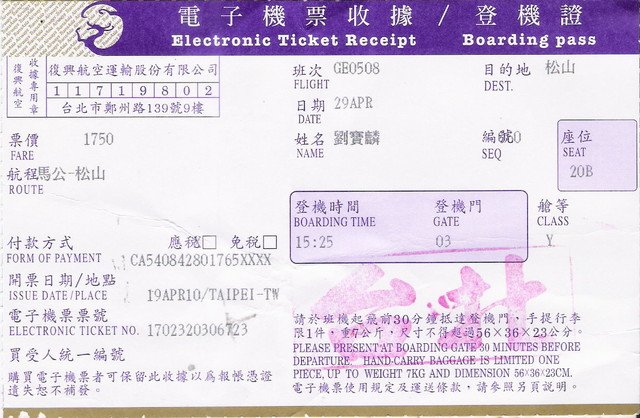 電子機票收據 / 登機證
Electronic Ticket Receipt Boarding pass
復興航空
收據專用章
復興航空運輸股份有限公司
11719802
台北市鄭州路139號9樓
班次 GE0508
FLIGHT
目的地 松山
DEST.
日期 29APR
DATE
票價 1750
FARE
姓名 劉寶麟
NAME
編號
SEQ
座位
SEAT
20B
航程馬公-松山
ROUTE
登機時間
BOARDING TIME
15:25
登機門
GATE
03
艙等
CLASS
Y
付款方式 應稅□ 免稅□
FORM OF PAYMENT CA540842801765XXXX
開票日期/地點
ISSUE DATE/PLACE 19APR10/TAIPEI-TW
電子機票票號
ELECTRONIC TICKET NO. 1702320306723
買受人統一編號
購買電子機票者可保留此收據以為報帳憑證
遺失恕不補發。
請於班機起飛前30分鐘抵達登機門，手提行李
限1件，重7公斤，尺寸不得超過56×36×23公分。
PLEASE PRESENT AT BOARDING GATE 30 MINUTES BEFORE
DEPARTURE. HAND-CARRY BAGGAGE IS LIMITED ONE
PIECE, UP TO WEIGHT 7KG AND DIMENSION 56×36×23CM.
電子機票使用規定及運送條款，請參照另頁說明。